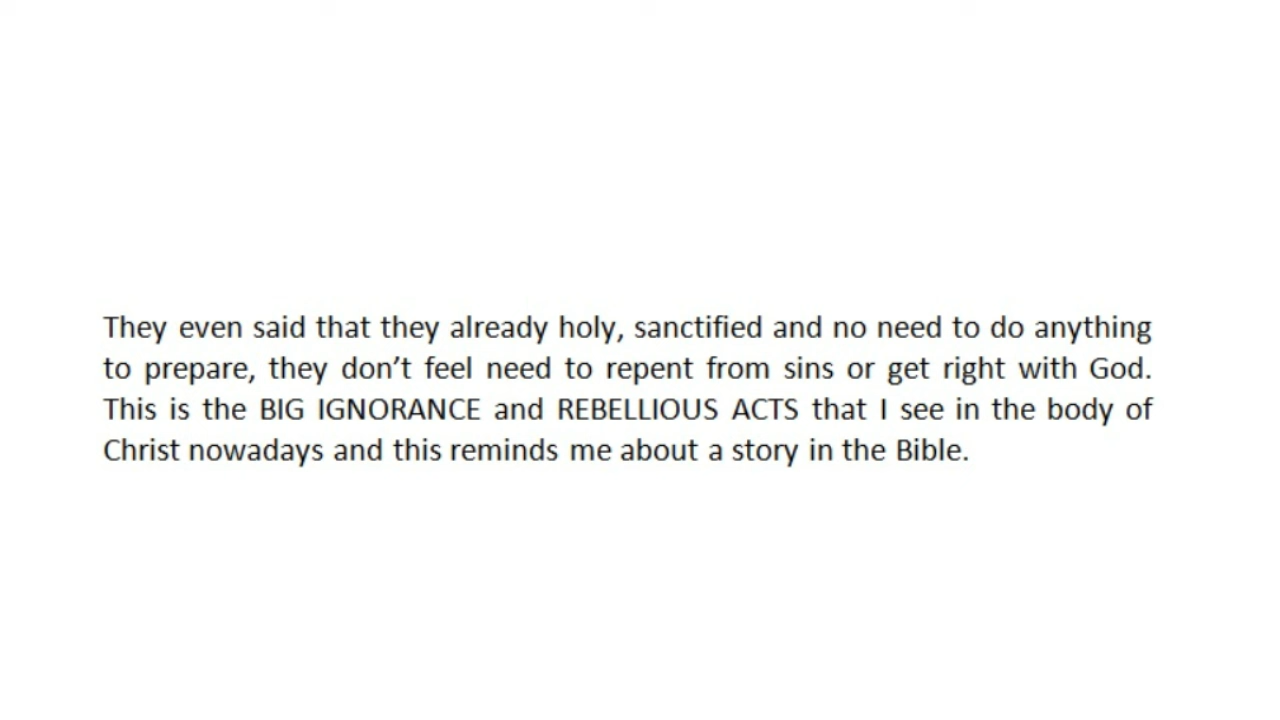 They even said that they already holy, sanctified and no need to do anything
to prepare, they don’t feel need to repent from sins or get right with God.
This is the BIG IGNORANCE and REBELLIOUS ACTS that I see in the body of
Christ nowadays and this reminds me about a story in the Bible.